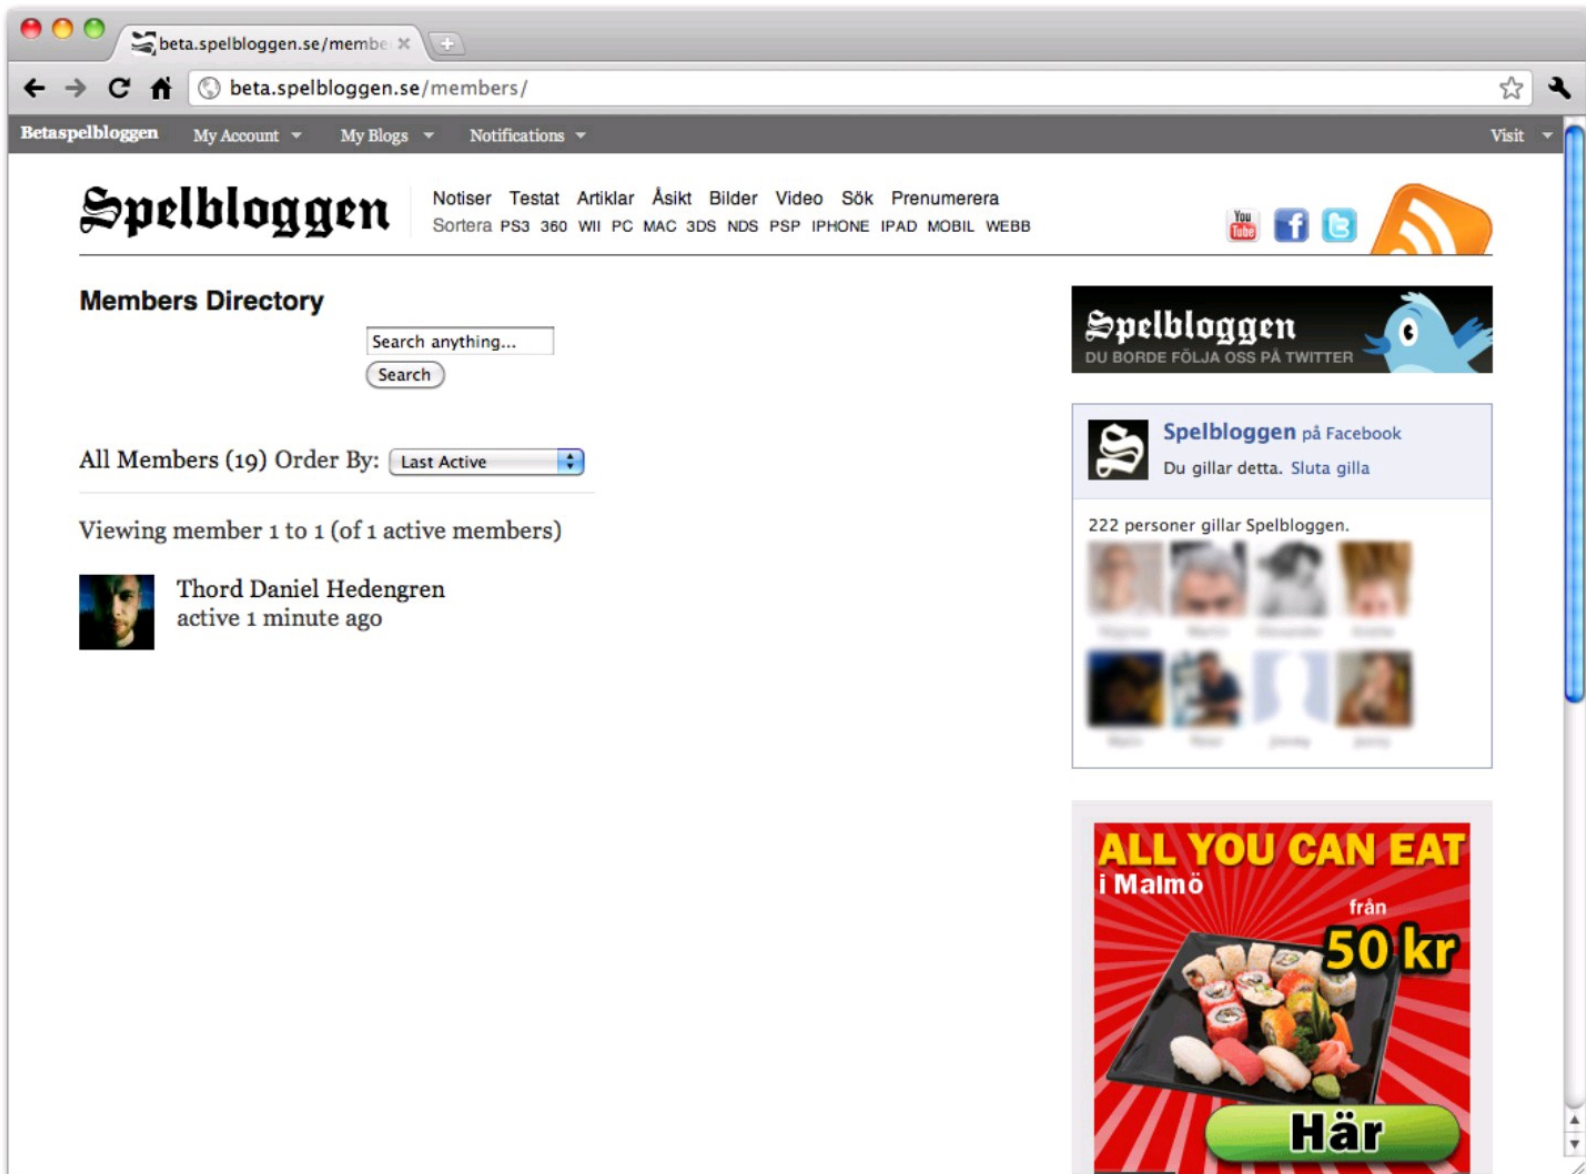 beta.spelbloggen.se/membe
beta.spelbloggen.se/members/
Betaspelbloggen My Account My Blogs Notifications Visit
Spelbloggen
Notiser Testat Artiklar Åsikt Bilder Video Sök Prenumerera
Sortera PS3 360 WII PC MAC 3DS NDS PSP IPHONE IPAD MOBIL WEBB
You
Tube
Members Directory
Search anything...
Search
All Members (19) Order By: Last Active
Viewing member 1 to 1 (of 1 active members)
Thord Daniel Hedengren
active 1 minute ago
Spelbloggen
DU BORDE FÖLJA OSS PÅ TWITTER
Spelbloggen på Facebook
Du gillar detta. Sluta gilla
222 personer gillar Spelbloggen.
ALL YOU CAN EAT
i Malmö
från
50 kr
Här